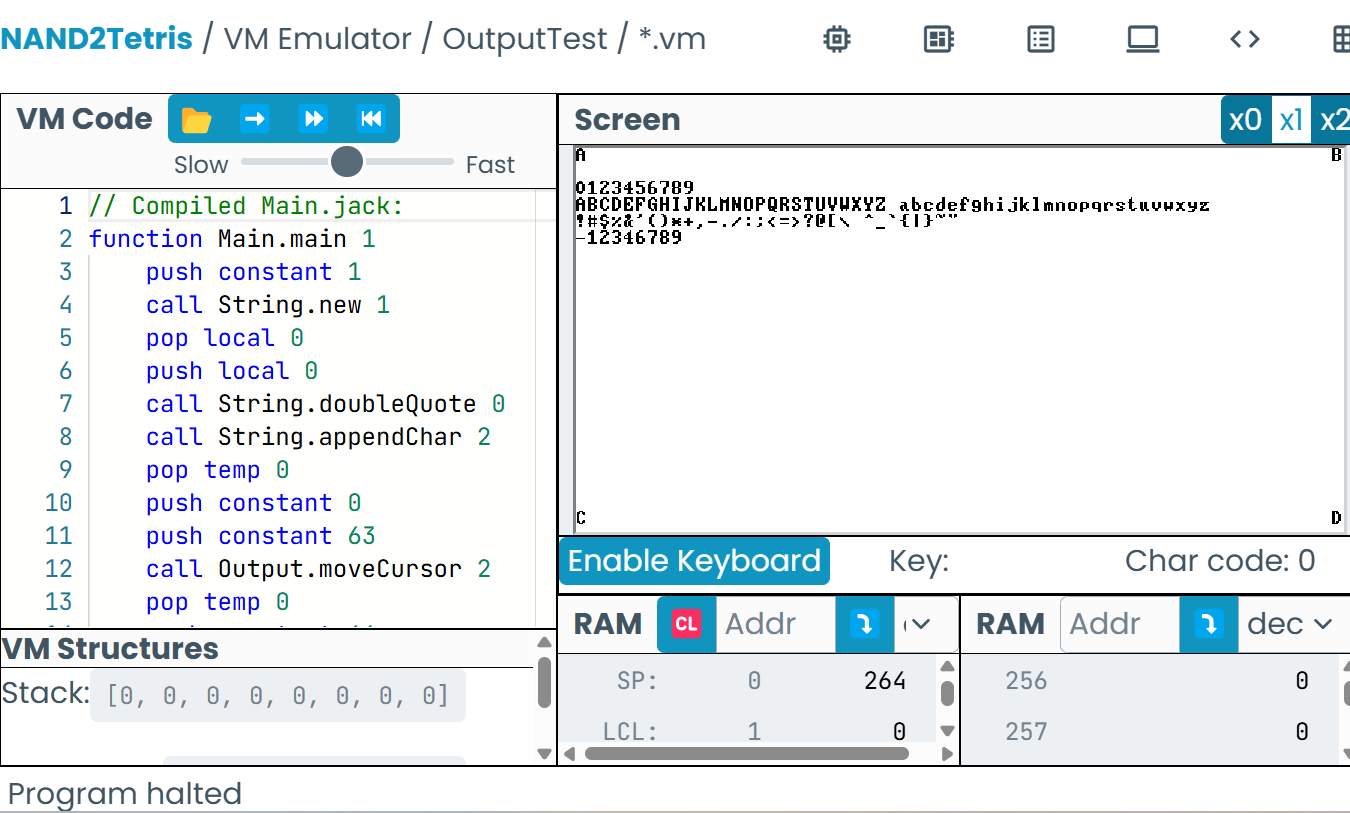 NAND2Tetris / VM Emulator / OutputTest / *.vm
VM Code
Slow Fast
1 // Compiled Main.jack:
2 function Main.main 1
3 push constant 1
4 call String.new 1
5 pop local 0
6 push local 0
7 call String.doubleQuote 0
8 call String.appendChar 2
9 pop temp 0
10 push constant 0
11 push constant 63
12 call Output.moveCursor 2
13 pop temp 0
VM Structures
Stack: [0, 0, 0, 0, 0, 0, 0, 0]
Screen x0 x1 x2
A B
0123456789
ABCDEFGHIJKLMNOPQRSTUVWXYZ abcdefghijklmnopqrstuvwxyz
!#$%&'()*+,-./:;<=>?@[\ ^_`{|}~"
-12346789
C D
Enable Keyboard Key: Char code: 0
RAM CL Addr
SP: 0 264
LCL: 1 0
RAM Addr dec
256 0
257 0
Program halted